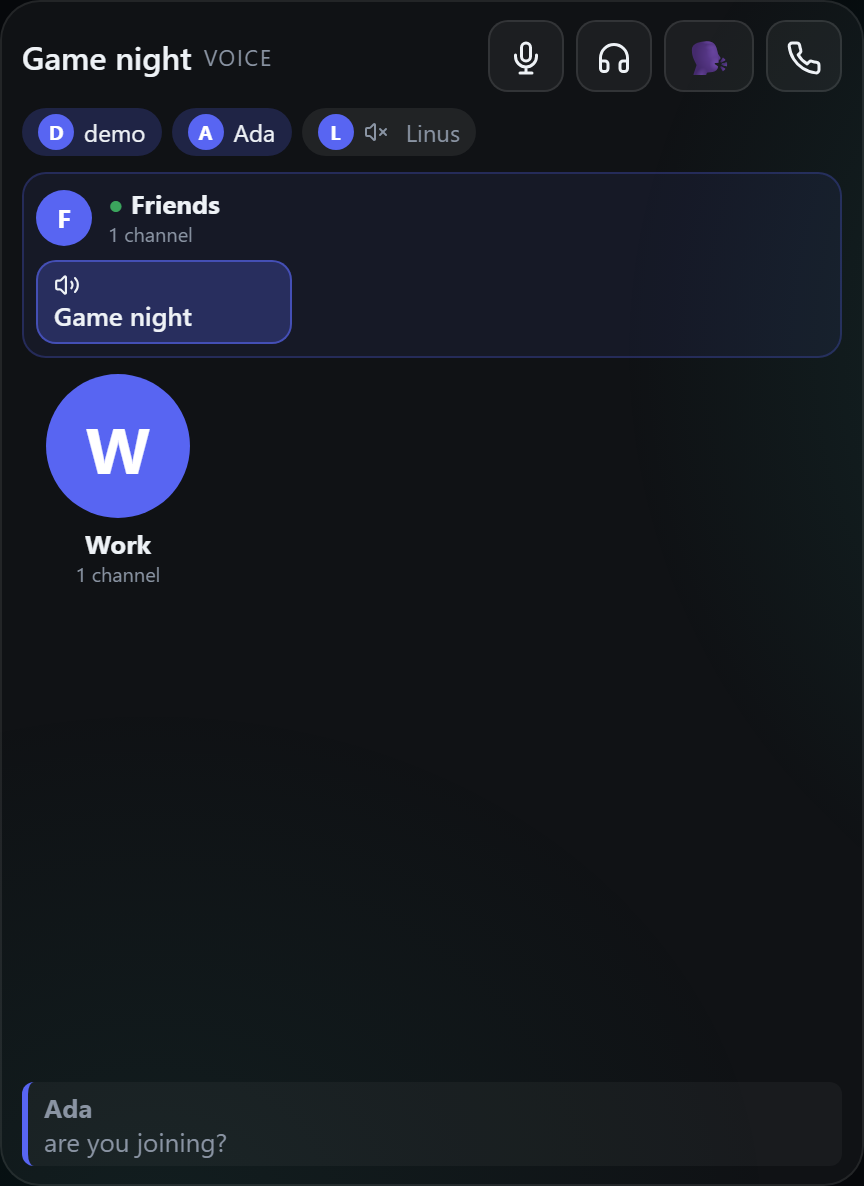 Game night VOICE
D demo A Ada L Linus
F Friends
1 channel
Game night
W
Work
1 channel
Ada
are you joining?